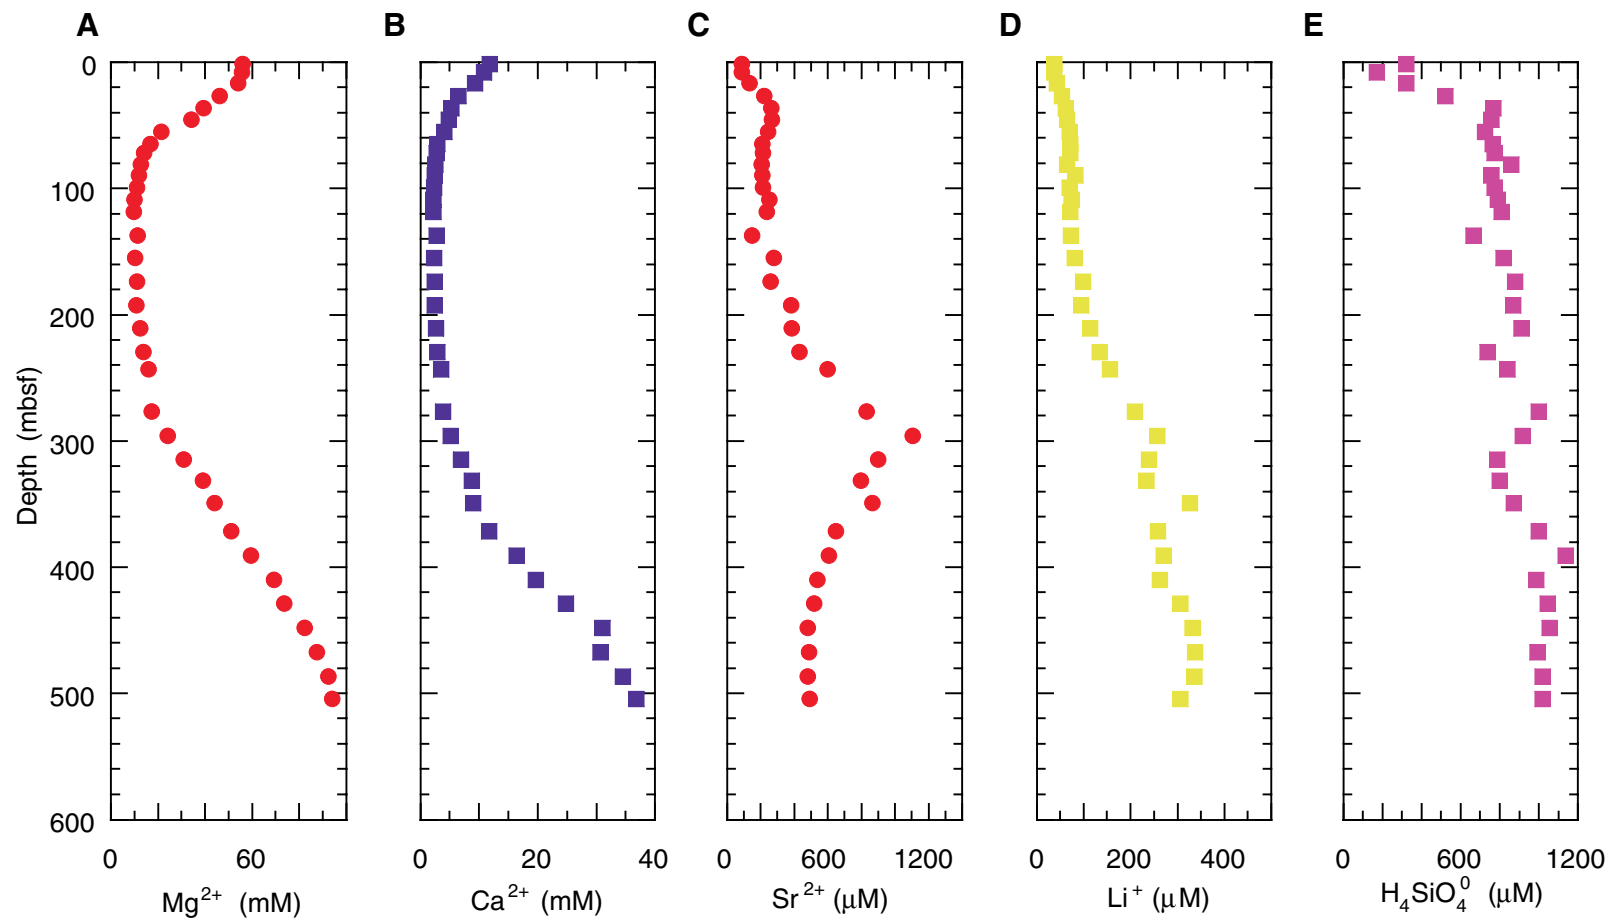 A B C D E
0
100
200
300
400
500
600
Depth (mbsf)
0 60 0 20 40 0 600 1200 0 200 400 0 600 1200
Mg²⁺ (mM) Ca²⁺ (mM) Sr²⁺ (μM) Li⁺ (μM) H₄SiO₄⁰ (μM)